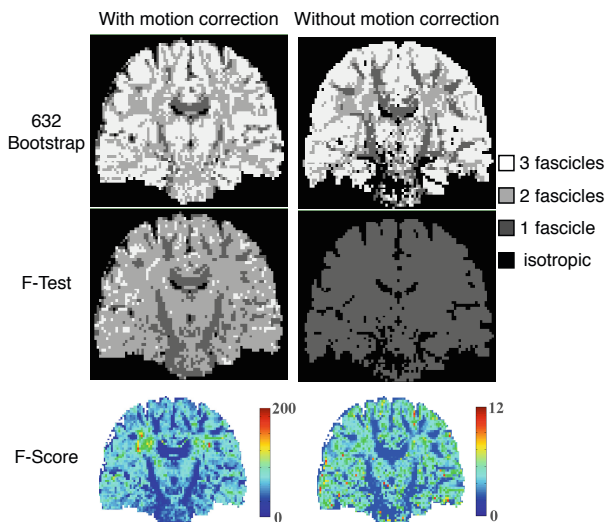 With motion correction
Without motion correction
632
Bootstrap
3 fascicles
2 fascicles
1 fascicle
isotropic
F-Test
F-Score
200
0
12
0